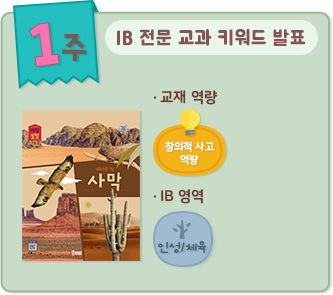 1주
IB 전문 교과 키워드 발표
· 교재 역량
창의적 사고
역량
사막
· IB 영역
인성/체육